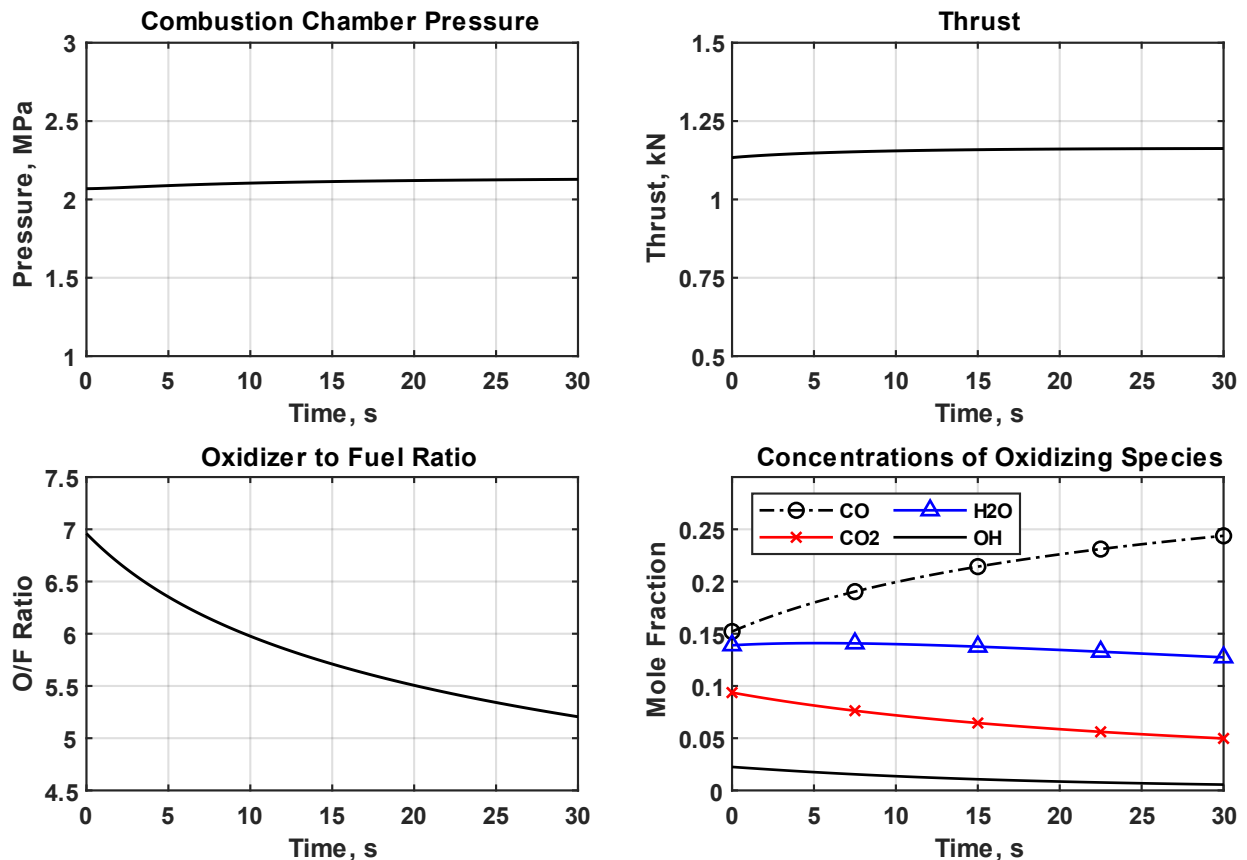 Combustion Chamber Pressure
3
2.5
2
1.5
1
Pressure, MPa
0 5 10 15 20 25 30
Time, s
Thrust
1.5
1.25
1
0.75
0.5
Thrust, kN
0 5 10 15 20 25 30
Time, s
Oxidizer to Fuel Ratio
7.5
7
6.5
6
5.5
5
4.5
O/F Ratio
0 5 10 15 20 25 30
Time, s
Concentrations of Oxidizing Species
CO H2O
CO2 OH
0.25
0.2
0.15
0.1
0.05
0
Mole Fraction
0 5 10 15 20 25 30
Time, s